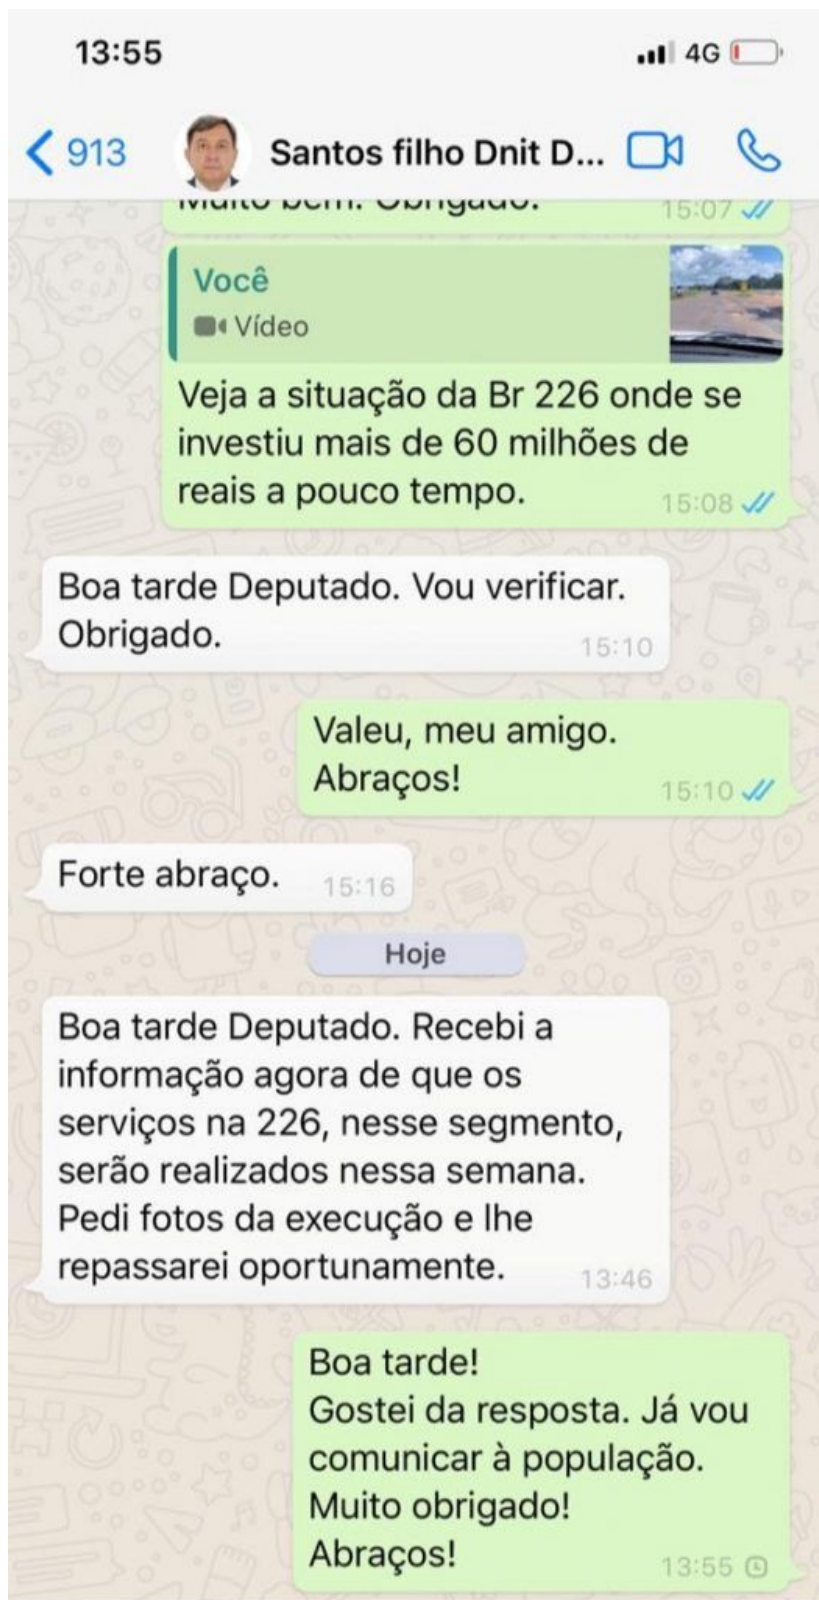 13:55
4G
913
Santos filho Dnit D...
Muito bem. Obrigado.
15:07
Você
Vídeo
Veja a situação da Br 226 onde se
investiu mais de 60 milhões de
reais a pouco tempo.
15:08
Boa tarde Deputado. Vou verificar.
Obrigado.
15:10
Valeu, meu amigo.
Abraços!
15:10
Forte abraço.
15:16
Hoje
Boa tarde Deputado. Recebi a
informação agora de que os
serviços na 226, nesse segmento,
serão realizados nessa semana.
Pedi fotos da execução e lhe
repassarei oportunamente.
13:46
Boa tarde!
Gostei da resposta. Já vou
comunicar à população.
Muito obrigado!
Abraços!
13:55